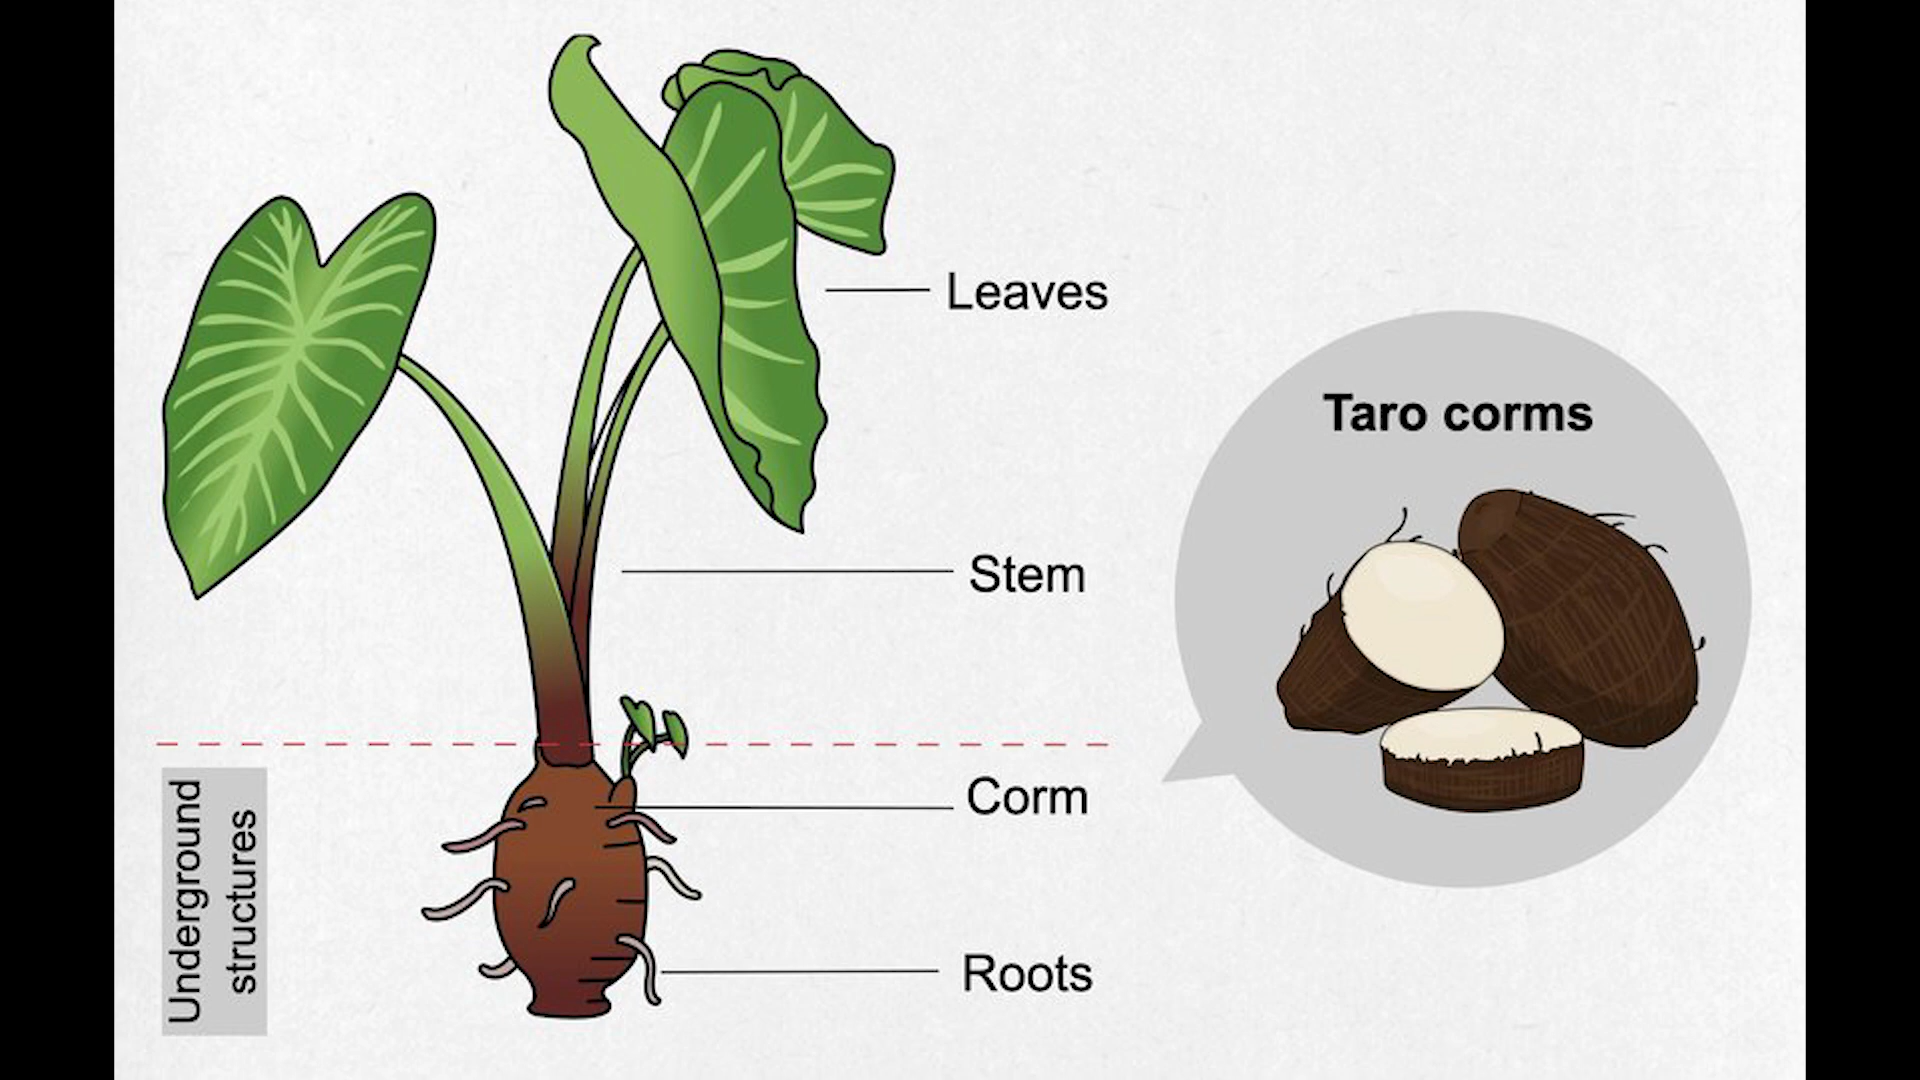 Leaves
Taro corms
Stem
Corm
Underground
structures
Roots